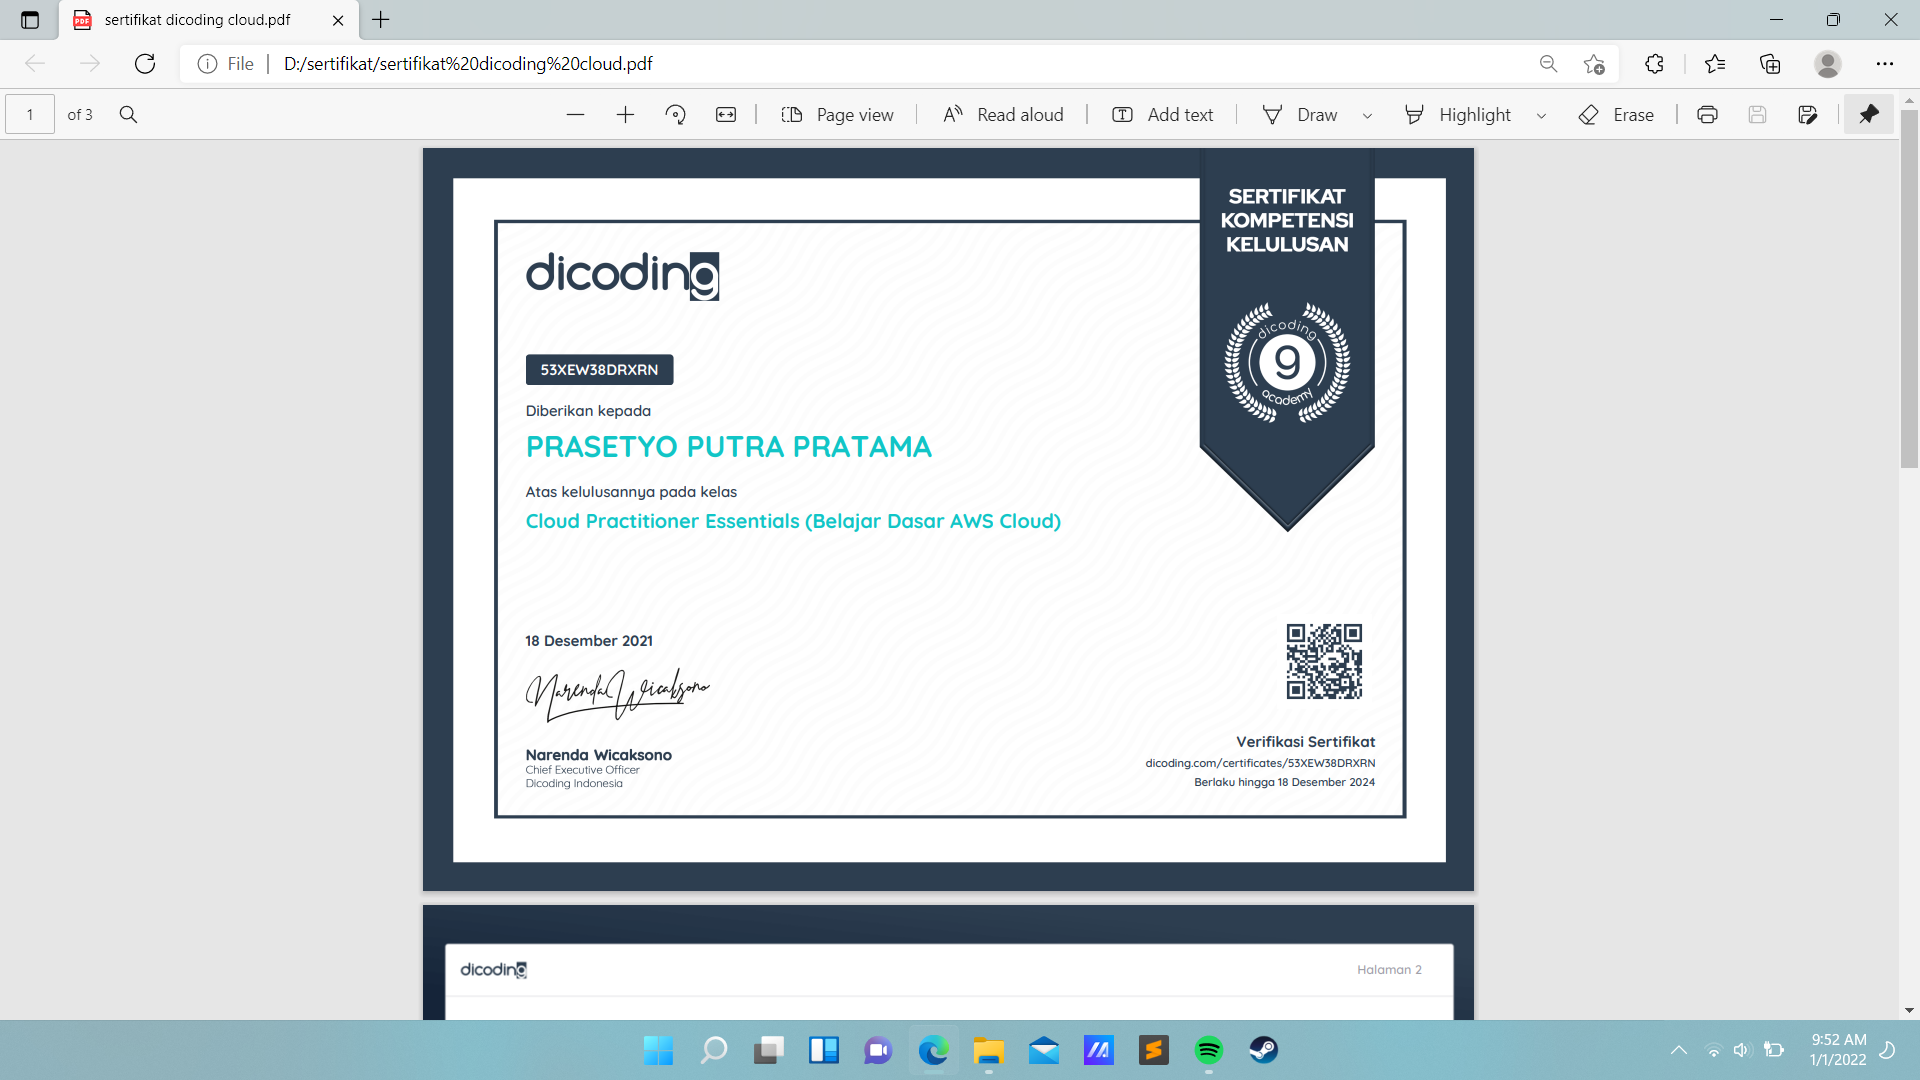 sertifikat dicoding cloud.pdf
File
D:/sertifikat/sertifikat%20dicoding%20cloud.pdf
1 of 3
Page view
Read aloud
Add text
Draw
Highlight
Erase
SERTIFIKAT
KOMPETENSI
KELULUSAN
dicoding
9
academy
dicoding
53XEW38DRXRN
Diberikan kepada
PRASETYO PUTRA PRATAMA
Atas kelulusannya pada kelas
Cloud Practitioner Essentials (Belajar Dasar AWS Cloud)
18 Desember 2021
Narenda Wicaksono
Narenda Wicaksono
Chief Executive Officer
Dicoding Indonesia
Verifikasi Sertifikat
dicoding.com/certificates/53XEW38DRXRN
Berlaku hingga 18 Desember 2024
dicoding
Halaman 2
9:52 AM
1/1/2022